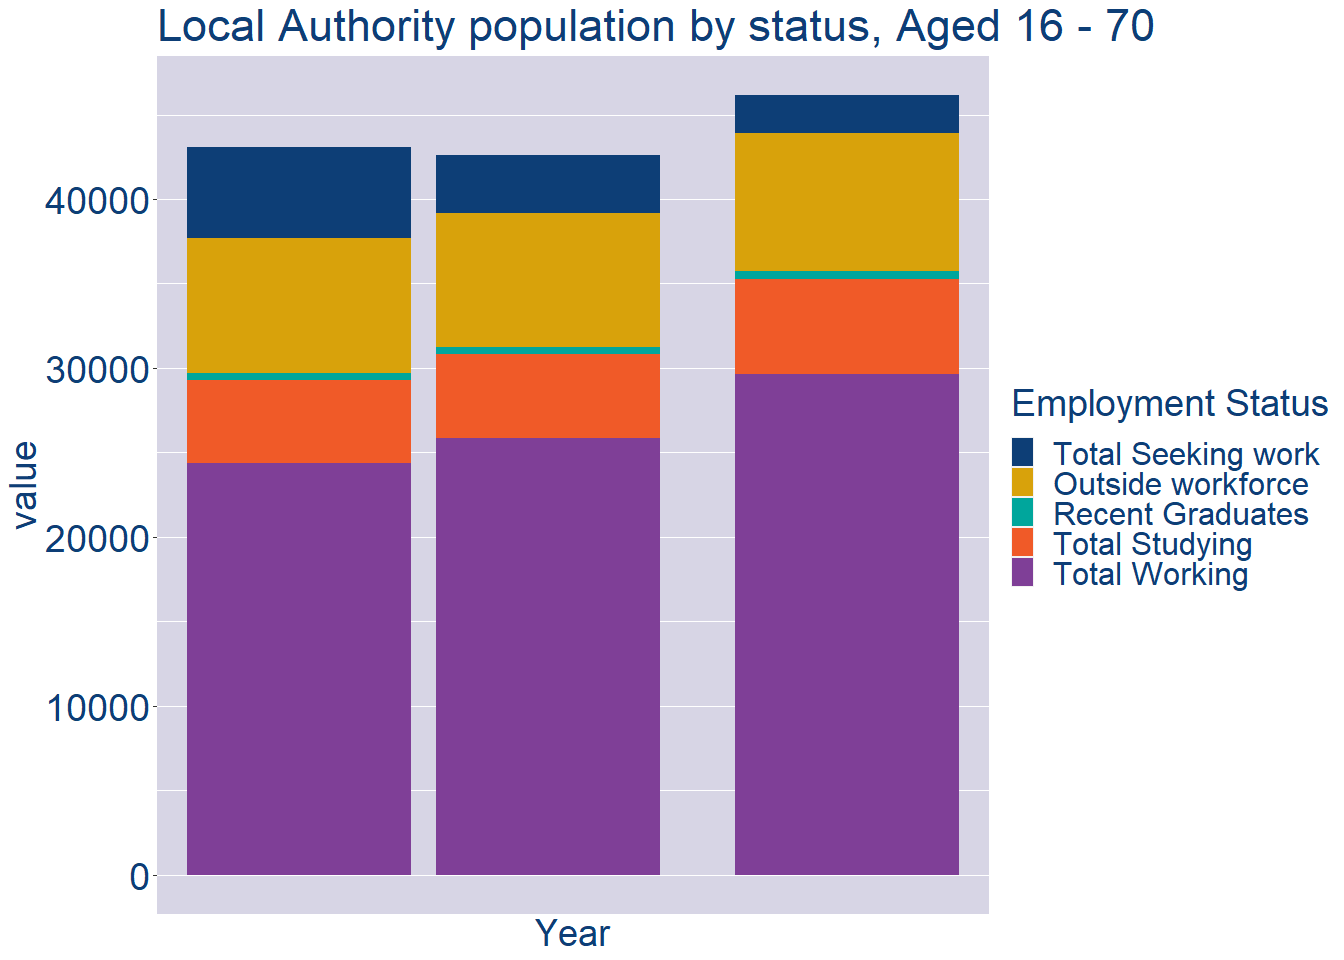 Local Authority population by status, Aged 16 - 70
40000
30000
20000
10000
0
value
Year
Employment Status
Total Seeking work
Outside workforce
Recent Graduates
Total Studying
Total Working